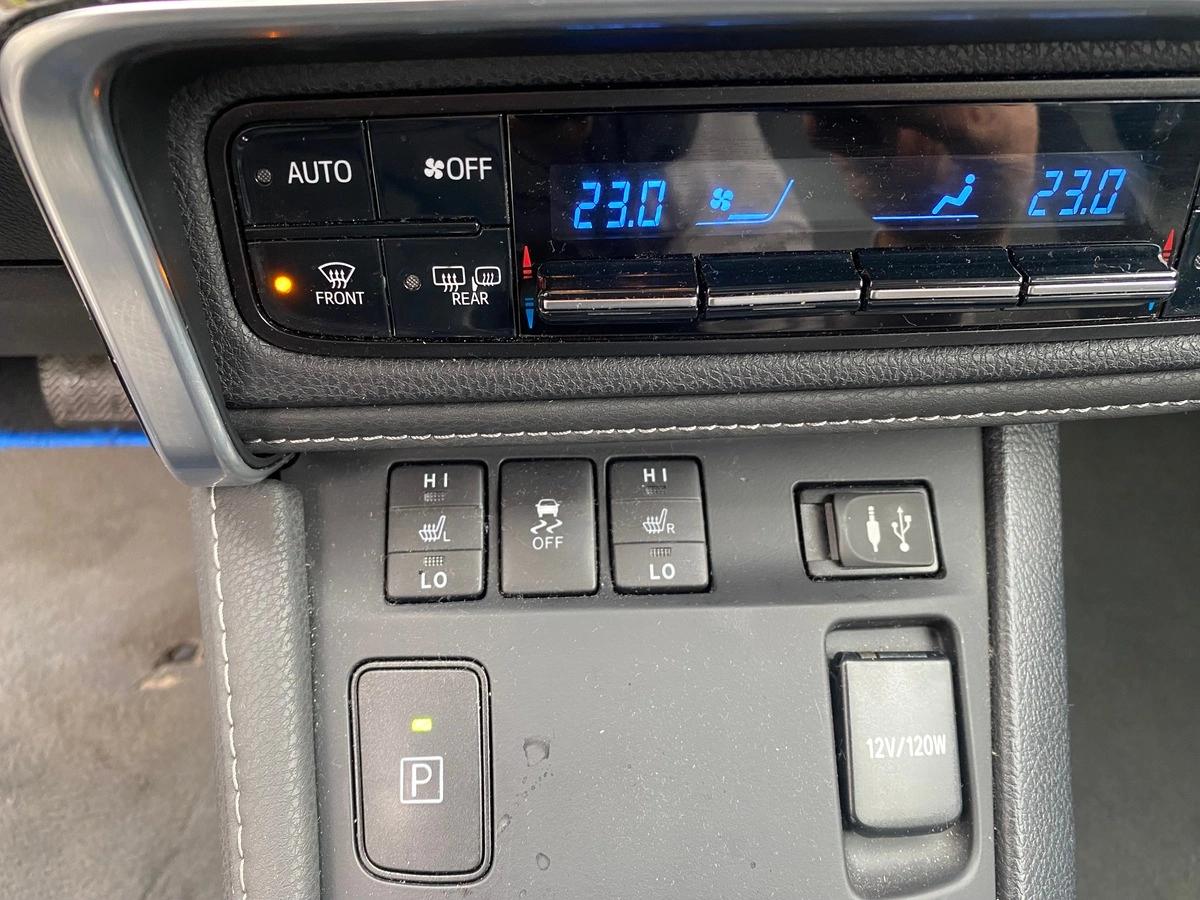 AUTO
OFF
23.0
23.0
FRONT
REAR
HI
L
LO
OFF
HI
R
LO
P
12V/120W